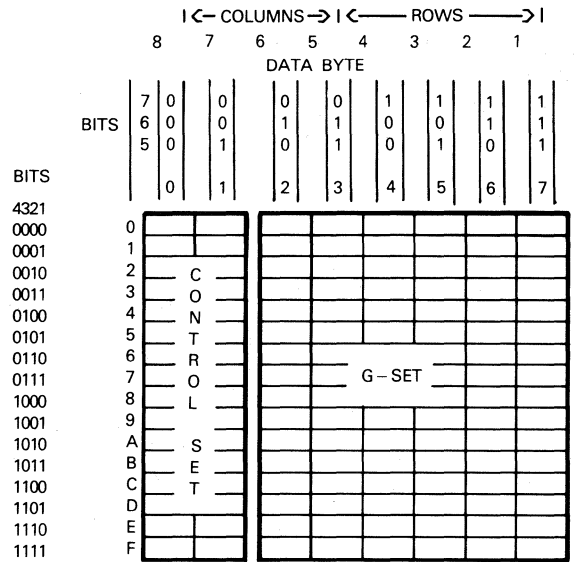 |<— COLUMNS —>|<—— ROWS ——>|
8 7 6 5 4 3 2 1
DATA BYTE
BITS
7 0 0 0 0 1 1 1 1
6 0 0 1 1 0 0 1 1
5 0 1 0 1 0 1 0 1
0 1 2 3 4 5 6 7
BITS
4321
0000 0
0001 1
0010 2
0011 3
0100 4
0101 5
0110 6
0111 7
1000 8
1001 9
1010 A
1011 B
1100 C
1101 D
1110 E
1111 F
CONTROL SET
G–SET